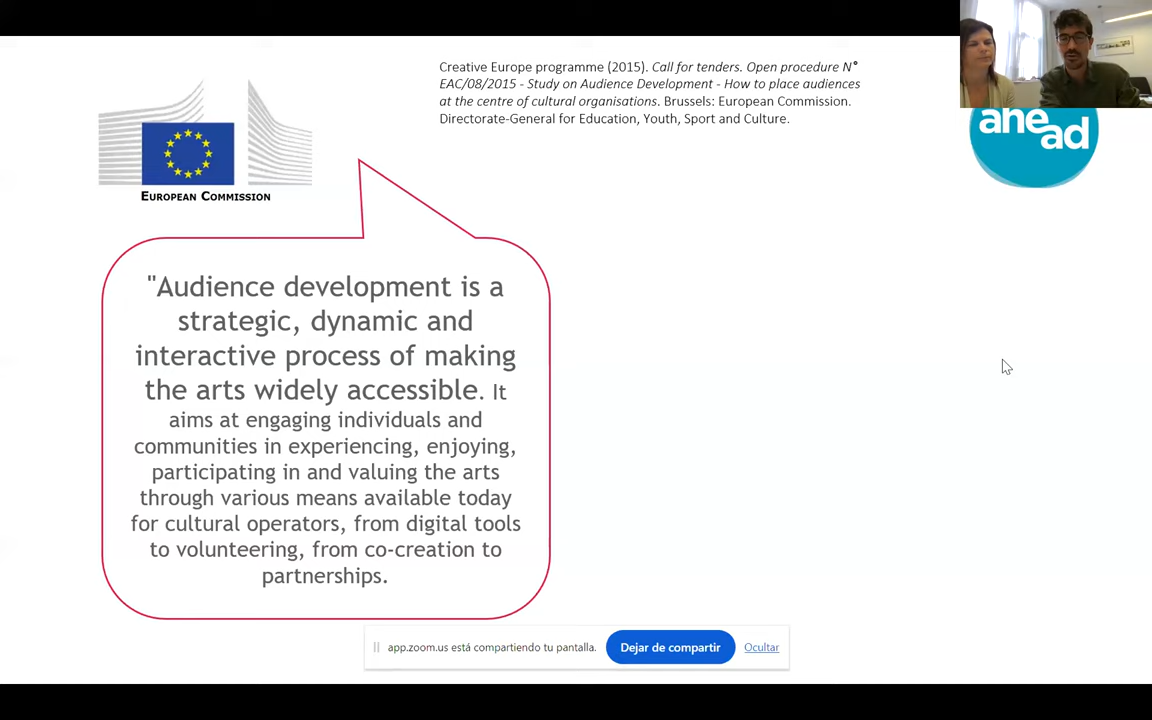 Creative Europe programme (2015). Call for tenders. Open procedure N°
EAC/08/2015 - Study on Audience Development - How to place audiences
at the centre of cultural organisations. Brussels: European Commission.
Directorate-General for Education, Youth, Sport and Culture.
ahead
EUROPEAN COMMISSION
"Audience development is a
strategic, dynamic and
interactive process of making
the arts widely accessible. It
aims at engaging individuals and
communities in experiencing, enjoying,
participating in and valuing the arts
through various means available today
for cultural operators, from digital tools
to volunteering, from co-creation to
partnerships.
app.zoom.us está compartiendo tu pantalla.
Dejar de compartir
Ocultar